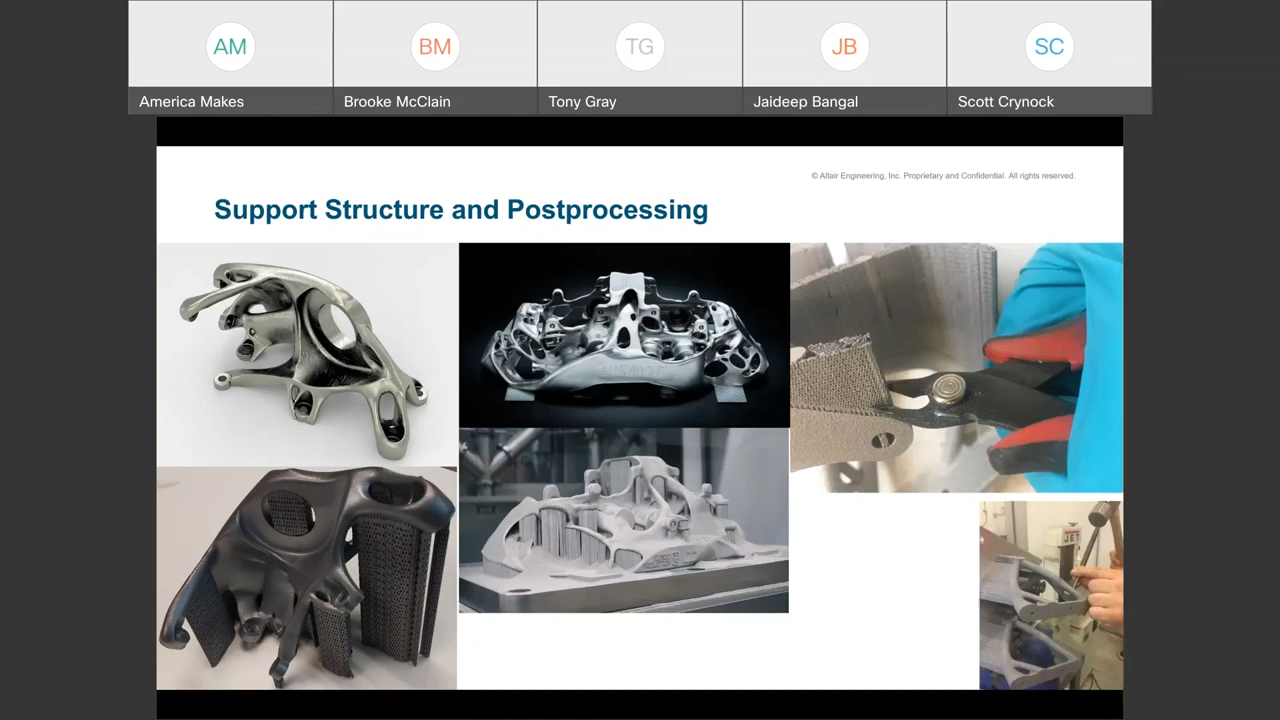 AM
BM
TG
JB
SC
America Makes
Brooke McClain
Tony Gray
Jaideep Bangal
Scott Crynock
© Altair Engineering, Inc. Proprietary and Confidential. All rights reserved.
Support Structure and Postprocessing
JET